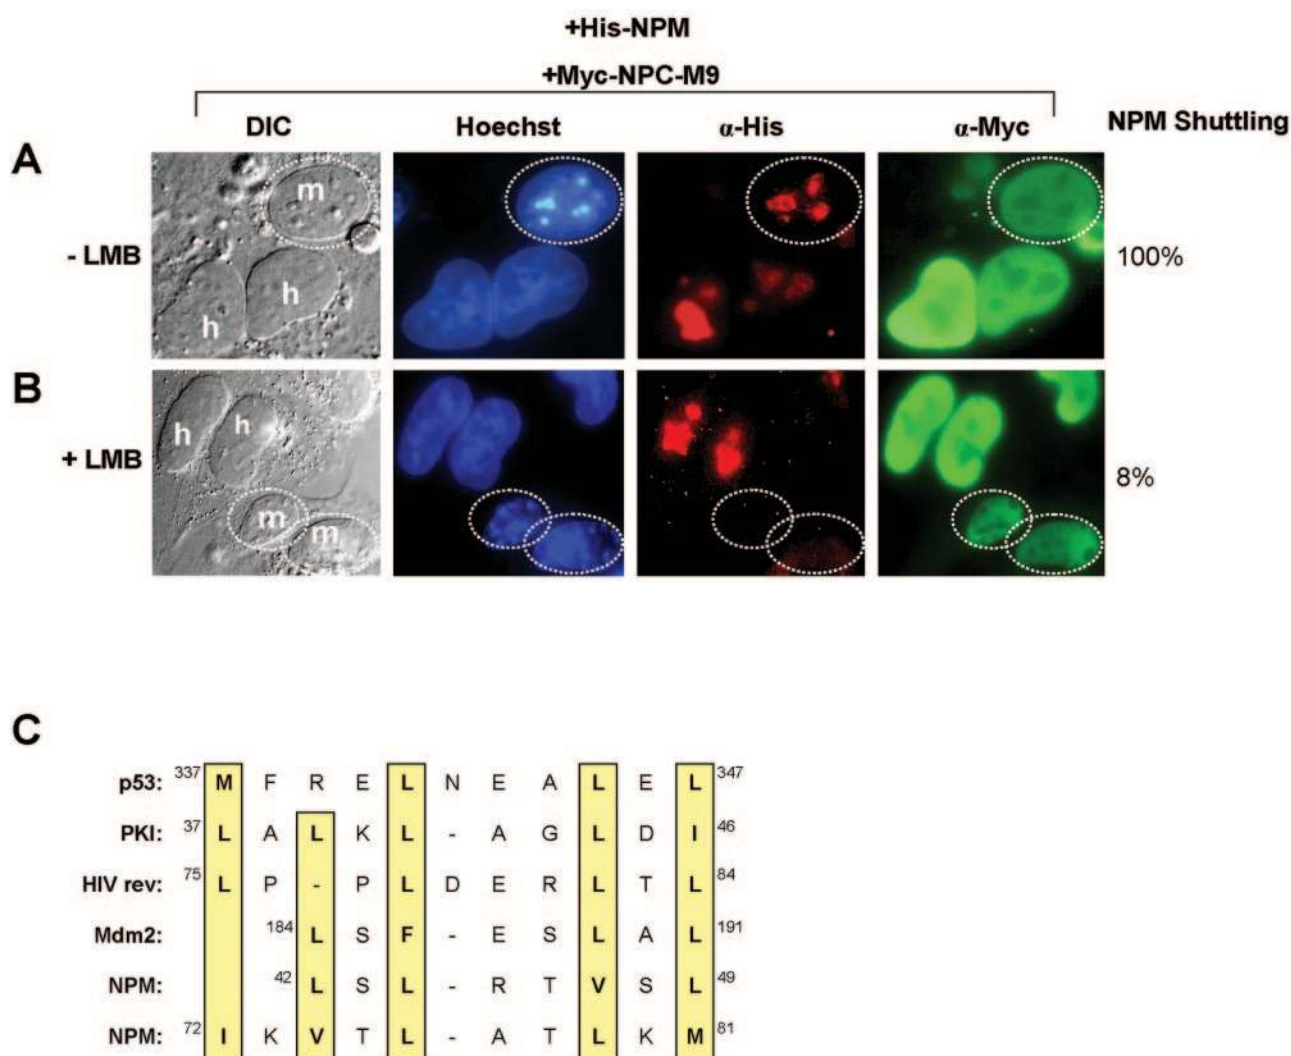 +His-NPM
+Myc-NPC-M9
DIC Hoechst α-His α-Myc NPM Shuttling
A
m
h
h
- LMB
100%
B
h
h
m
m
+ LMB
8%
C
p53: 337 M F R E L N E A L E L 347
PKI: 37 L A L K L - A G L D I 46
HIV rev: 75 L P - P L D E R L T L 84
Mdm2: 184 L S F - E S L A L 191
NPM: 42 L S L - R T V S L 49
NPM: 72 I K V T L - A T L K M 81